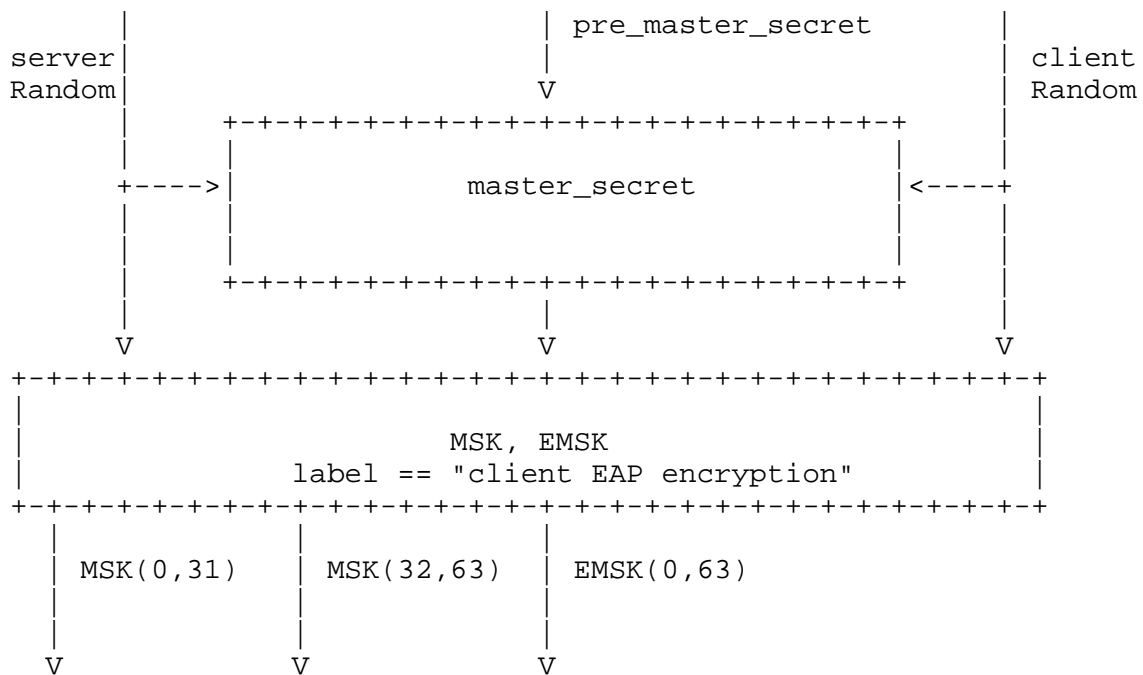 pre_master_secret
server client
Random Random
master_secret
MSK, EMSK
label == "client EAP encryption"
MSK(0,31) MSK(32,63) EMSK(0,63)